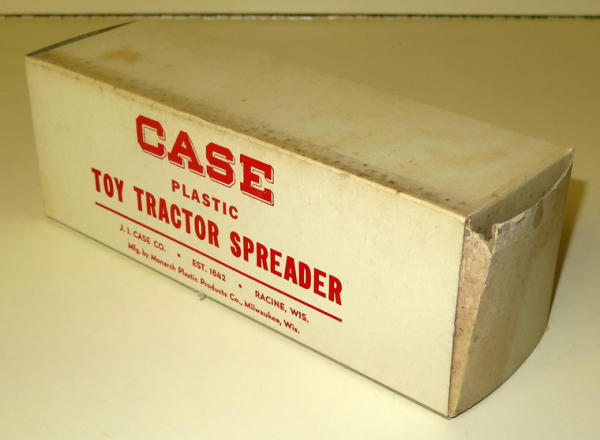 CASE
PLASTIC
TOY TRACTOR SPREADER
J. I. CASE CO. • EST. 1842 • RACINE, WIS.
Mfg. by Monarch Plastic Products Co., Milwaukee, Wis.